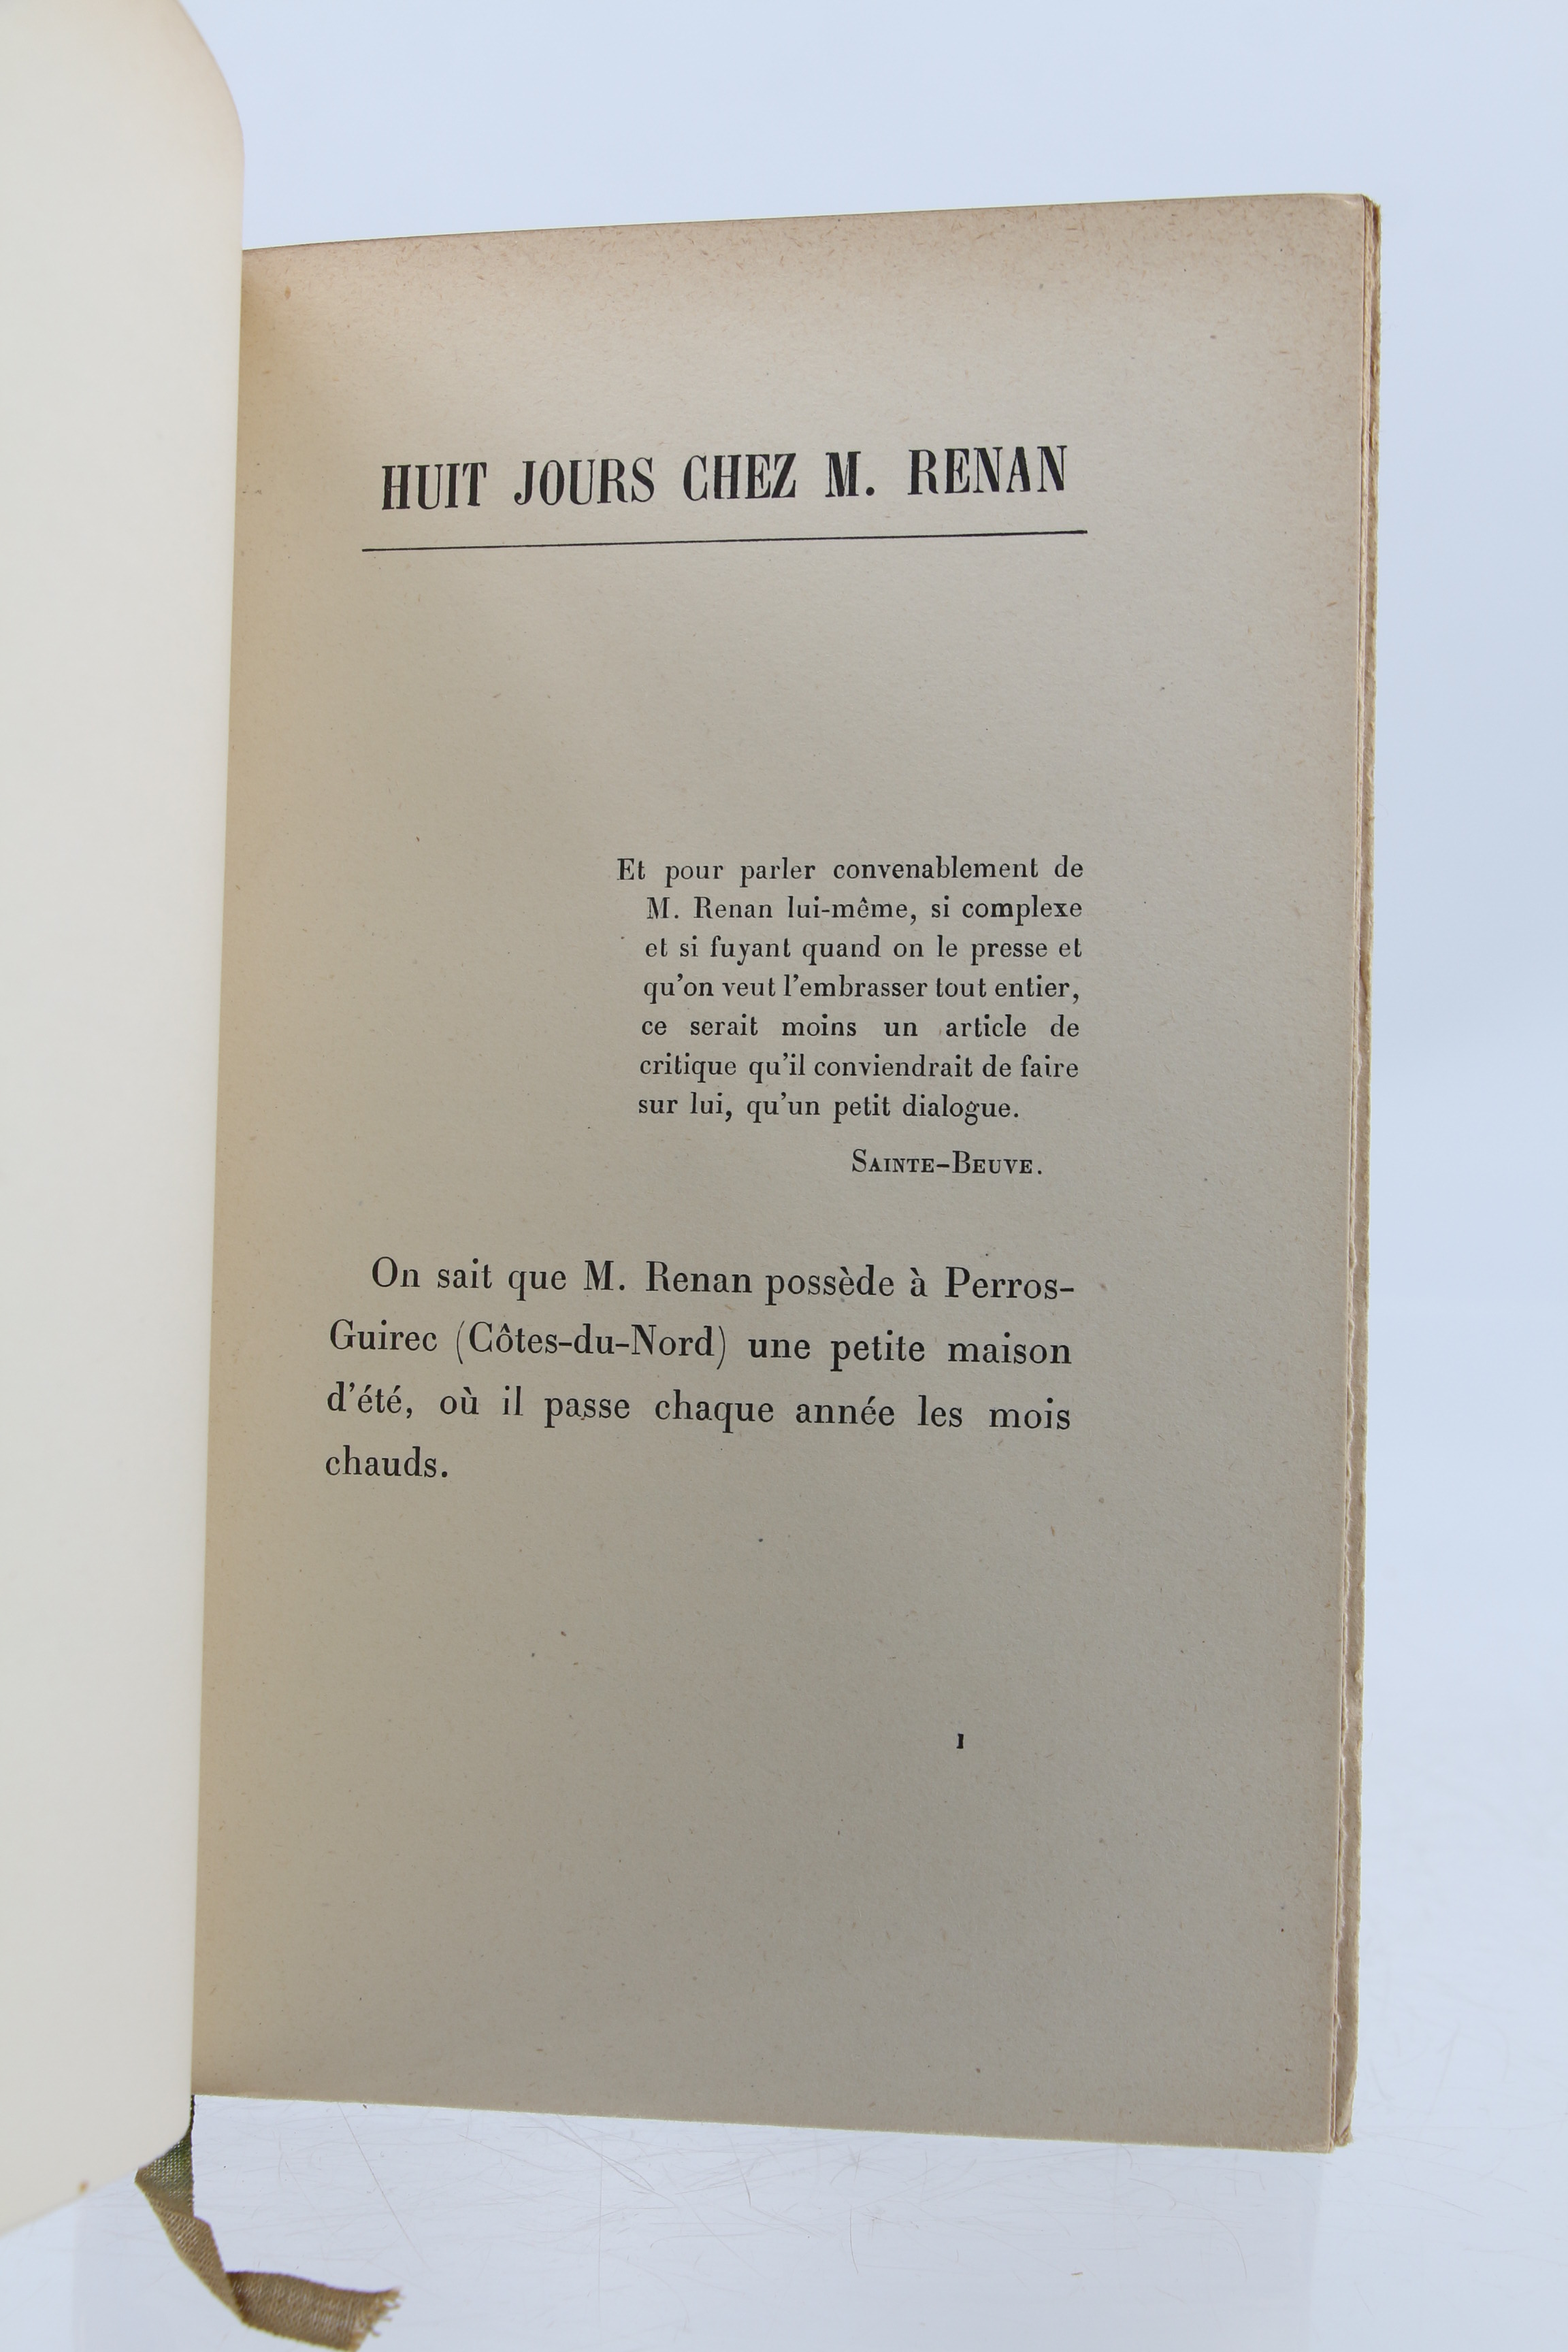 HUIT JOURS CHEZ M. RENAN
Et pour parler convenablement de
M. Renan lui-même, si complexe
et si fuyant quand on le presse et
qu'on veut l'embrasser tout entier,
ce serait moins un article de
critique qu'il conviendrait de faire
sur lui, qu'un petit dialogue.
SAINTE-BEUVE.
On sait que M. Renan possède à Perros-
Guirec (Côtes-du-Nord) une petite maison
d'été, où il passe chaque année les mois
chauds.
1